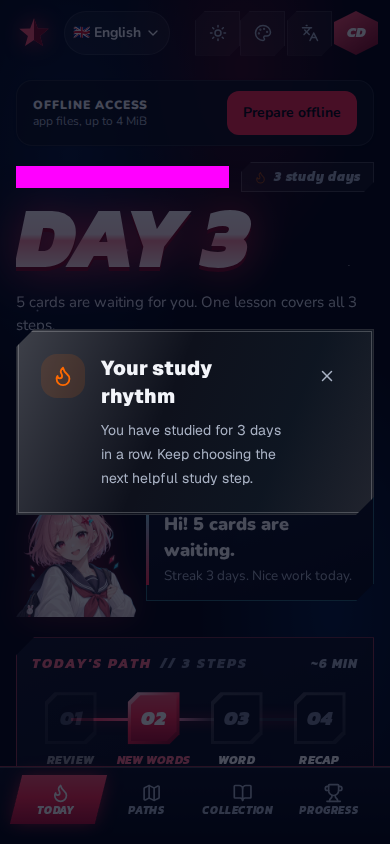 🇬🇧 English
CD
OFFLINE ACCESS
app files, up to 4 MiB
Prepare offline
3 study days
DAY 3
5 cards are waiting for you. One lesson covers all 3
steps.
Your study
rhythm
You have studied for 3 days
in a row. Keep choosing the
next helpful study step.
Hi! 5 cards are
waiting.
Streak 3 days. Nice work today.
TODAY'S PATH // 3 STEPS
~6 MIN
01
02
03
04
REVIEW
NEW WORDS
WORD
RECAP
TODAY
PATHS
COLLECTION
PROGRESS